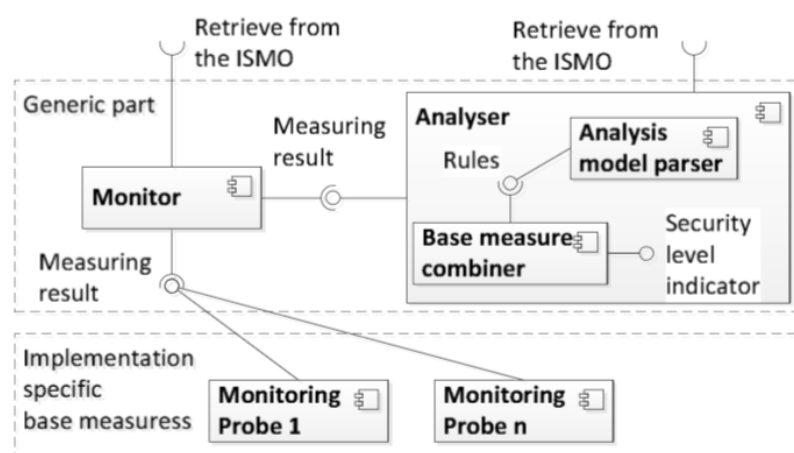 Retrieve from
the ISMO
Retrieve from
the ISMO
Generic part
Measuring
result
Analyser
Analysis
model parser
Rules
Monitor
Base measure
combiner
Security
level
indicator
Measuring
result
Implementation
specific
base measuress
Monitoring
Probe 1
Monitoring
Probe n